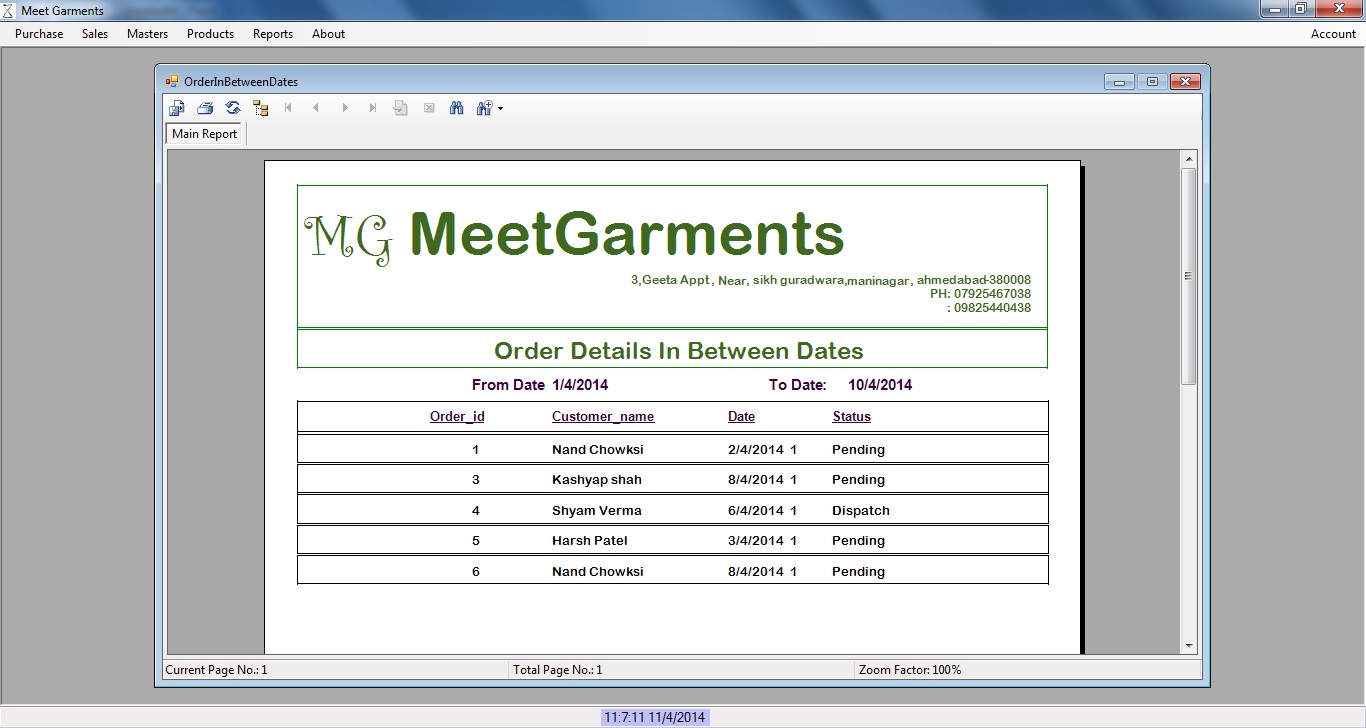 Meet Garments
Purchase Sales Masters Products Reports About Account
OrderInBetweenDates
Main Report
MG MeetGarments
3,Geeta Appt, Near, sikh guradwara,maninagar, ahmedabad-380008
PH: 07925467038
: 09825440438
Order Details In Between Dates
From Date 1/4/2014 To Date: 10/4/2014
Order_id Customer_name Date Status
1 Nand Chowksi 2/4/2014 1 Pending
3 Kashyap shah 8/4/2014 1 Pending
4 Shyam Verma 6/4/2014 1 Dispatch
5 Harsh Patel 3/4/2014 1 Pending
6 Nand Chowksi 8/4/2014 1 Pending
Current Page No.: 1 Total Page No.: 1 Zoom Factor: 100%
11:7:11 11/4/2014